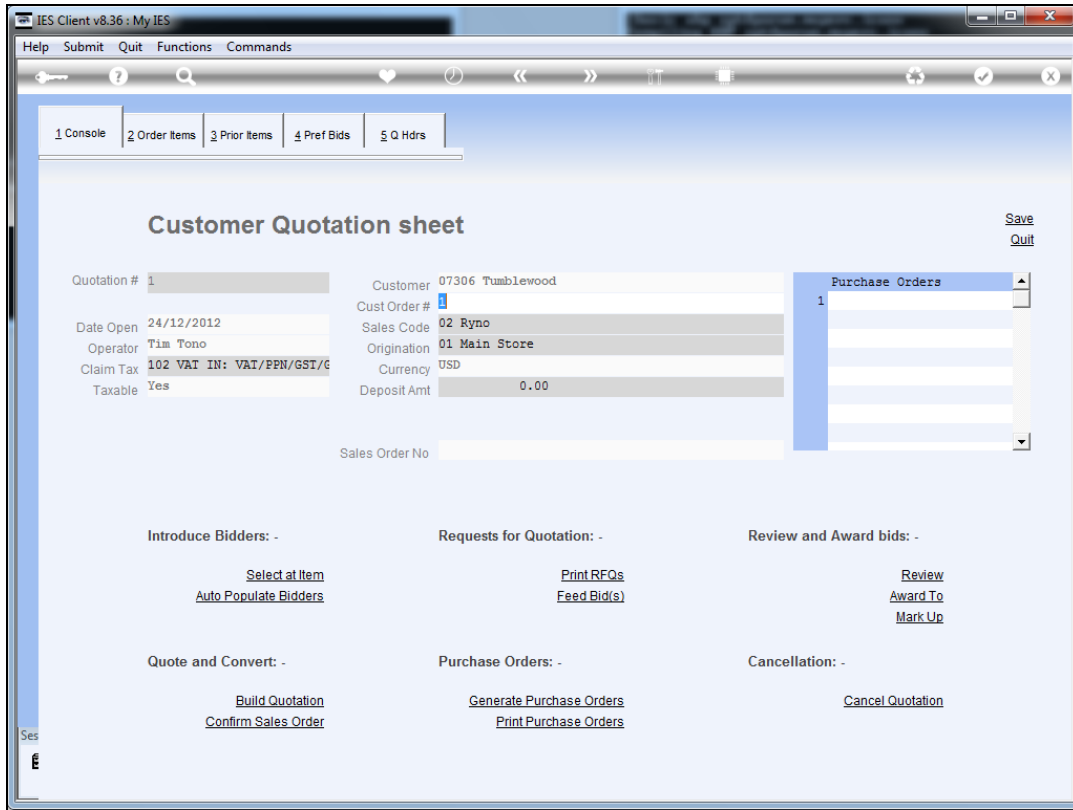 IES Client v8.36 : My IES
Help Submit Quit Functions Commands
1 Console 2 Order Items 3 Prior Items 4 Pref Bids 5 Q Hdrs
Customer Quotation sheet
Save
Quit
Quotation # 1
Customer 07306 Tumblewood
Purchase Orders
Cust Order # 1
1
Date Open 24/12/2012
Sales Code 02 Ryno
Operator Tim Tono
Origination 01 Main Store
Claim Tax 102 VAT IN: VAT/PPN/GST/G
Currency USD
Taxable Yes
Deposit Amt 0.00
Sales Order No
Introduce Bidders: -
Requests for Quotation: -
Review and Award bids: -
Select at Item
Print RFQs
Review
Auto Populate Bidders
Feed Bid(s)
Award To
Mark Up
Quote and Convert: -
Purchase Orders: -
Cancellation: -
Build Quotation
Generate Purchase Orders
Cancel Quotation
Confirm Sales Order
Print Purchase Orders
Ses